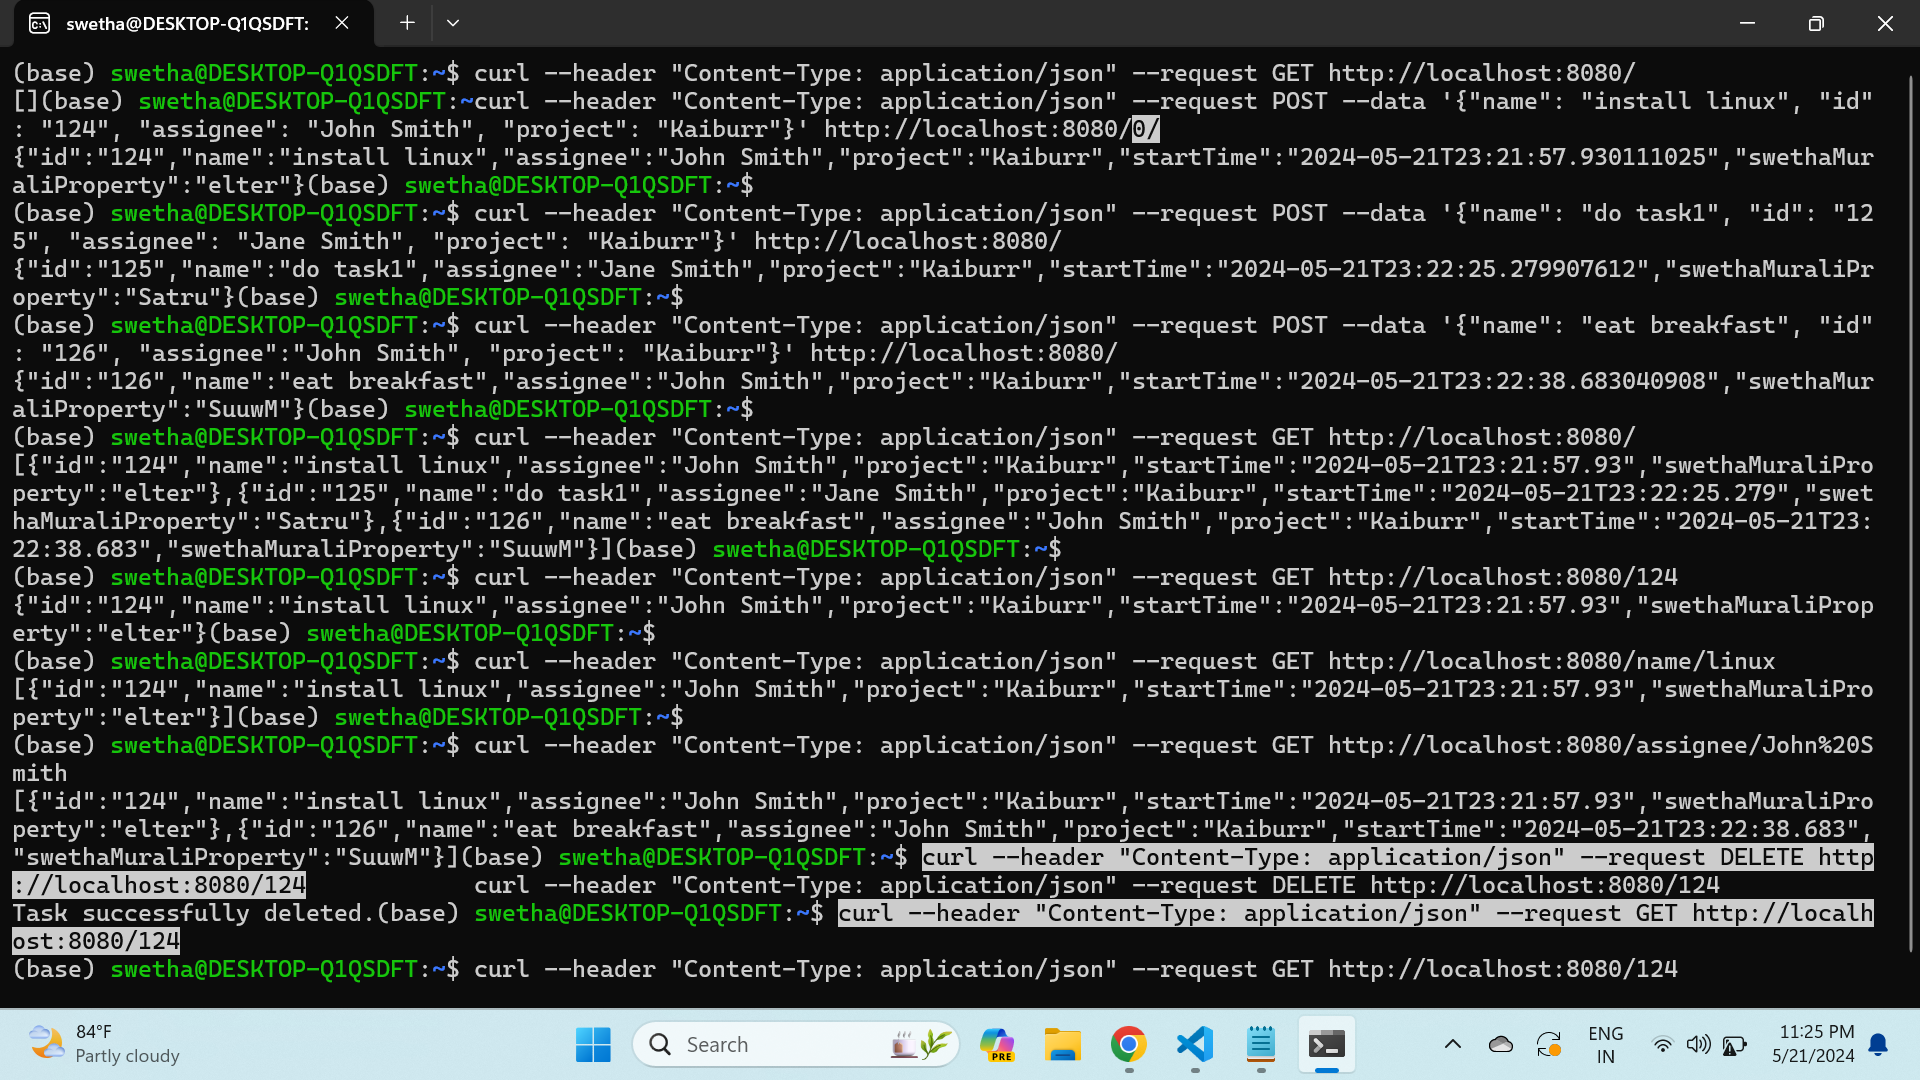 swetha@DESKTOP-Q1QSDFT:
(base) swetha@DESKTOP-Q1QSDFT:~$ curl --header "Content-Type: application/json" --request GET http://localhost:8080/
[](base) swetha@DESKTOP-Q1QSDFT:~curl --header "Content-Type: application/json" --request POST --data '{"name": "install linux", "id"
: "124", "assignee": "John Smith", "project": "Kaiburr"}' http://localhost:8080/0/
{"id":"124","name":"install linux","assignee":"John Smith","project":"Kaiburr","startTime":"2024-05-21T23:21:57.930111025","swethaMur
aliProperty":"elter"}(base) swetha@DESKTOP-Q1QSDFT:~$
(base) swetha@DESKTOP-Q1QSDFT:~$ curl --header "Content-Type: application/json" --request POST --data '{"name": "do task1", "id": "12
5", "assignee": "Jane Smith", "project": "Kaiburr"}' http://localhost:8080/
{"id":"125","name":"do task1","assignee":"Jane Smith","project":"Kaiburr","startTime":"2024-05-21T23:22:25.279907612","swethaMuraliPr
operty":"Satru"}(base) swetha@DESKTOP-Q1QSDFT:~$
(base) swetha@DESKTOP-Q1QSDFT:~$ curl --header "Content-Type: application/json" --request POST --data '{"name": "eat breakfast", "id"
: "126", "assignee":"John Smith", "project": "Kaiburr"}' http://localhost:8080/
{"id":"126","name":"eat breakfast","assignee":"John Smith","project":"Kaiburr","startTime":"2024-05-21T23:22:38.683040908","swethaMur
aliProperty":"SuuwM"}(base) swetha@DESKTOP-Q1QSDFT:~$
(base) swetha@DESKTOP-Q1QSDFT:~$ curl --header "Content-Type: application/json" --request GET http://localhost:8080/
[{"id":"124","name":"install linux","assignee":"John Smith","project":"Kaiburr","startTime":"2024-05-21T23:21:57.93","swethaMuraliPro
perty":"elter"},{"id":"125","name":"do task1","assignee":"Jane Smith","project":"Kaiburr","startTime":"2024-05-21T23:22:25.279","swet
haMuraliProperty":"Satru"},{"id":"126","name":"eat breakfast","assignee":"John Smith","project":"Kaiburr","startTime":"2024-05-21T23:
22:38.683","swethaMuraliProperty":"SuuwM"}](base) swetha@DESKTOP-Q1QSDFT:~$
(base) swetha@DESKTOP-Q1QSDFT:~$ curl --header "Content-Type: application/json" --request GET http://localhost:8080/124
{"id":"124","name":"install linux","assignee":"John Smith","project":"Kaiburr","startTime":"2024-05-21T23:21:57.93","swethaMuraliProp
erty":"elter"}(base) swetha@DESKTOP-Q1QSDFT:~$
(base) swetha@DESKTOP-Q1QSDFT:~$ curl --header "Content-Type: application/json" --request GET http://localhost:8080/name/linux
[{"id":"124","name":"install linux","assignee":"John Smith","project":"Kaiburr","startTime":"2024-05-21T23:21:57.93","swethaMuraliPro
perty":"elter"}](base) swetha@DESKTOP-Q1QSDFT:~$
(base) swetha@DESKTOP-Q1QSDFT:~$ curl --header "Content-Type: application/json" --request GET http://localhost:8080/assignee/John%20S
mith
[{"id":"124","name":"install linux","assignee":"John Smith","project":"Kaiburr","startTime":"2024-05-21T23:21:57.93","swethaMuraliPro
perty":"elter"},{"id":"126","name":"eat breakfast","assignee":"John Smith","project":"Kaiburr","startTime":"2024-05-21T23:22:38.683",
"swethaMuraliProperty":"SuuwM"}](base) swetha@DESKTOP-Q1QSDFT:~$ curl --header "Content-Type: application/json" --request DELETE http
://localhost:8080/124 curl --header "Content-Type: application/json" --request DELETE http://localhost:8080/124
Task successfully deleted.(base) swetha@DESKTOP-Q1QSDFT:~$ curl --header "Content-Type: application/json" --request GET http://localh
ost:8080/124
(base) swetha@DESKTOP-Q1QSDFT:~$ curl --header "Content-Type: application/json" --request GET http://localhost:8080/124
84°F
Partly cloudy
Search
PRE
ENG
IN
11:25 PM
5/21/2024